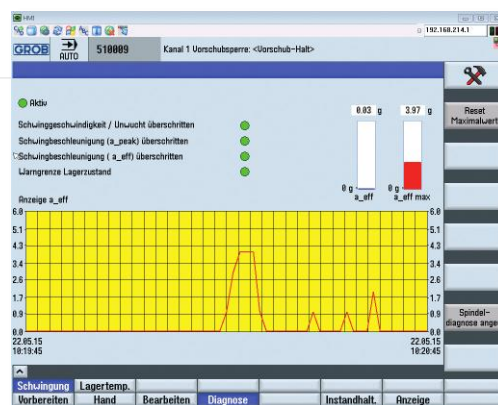 HMI
192.168.214.1
GROB AUTO 510009 Kanal 1 Vorschubsperre: <Vorschub-Halt>
Aktiv
0.03 g 3.97 g
Reset Maximalwert
Schwinggeschwindigkeit / Unwucht überschritten
Schwingbeschleunigung (a_peak) überschritten
Schwingbeschleunigung ( a_eff) überschritten
Warngrenze Lagerzustand
0 g 0 g
a_eff a_eff max
Anzeige a_eff
6.0 6.0
5.1 5.1
4.3 4.3
3.4 3.4
2.6 2.6
1.7 1.7
0.9 0.9
0.0 0.0
Spindel-
22.05.15 22.05.15
10:19:45 10:20:45
Schwingung Lagertemp.
Vorbereiten Hand Bearbeiten Diagnose Instandhalt. Anzeige